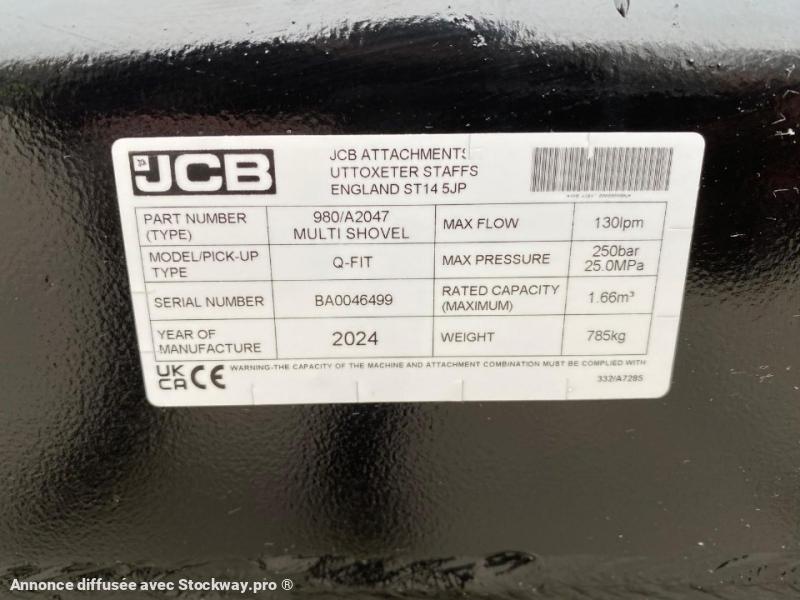 JCB
JCB ATTACHMENTS
UTTOXETER STAFFS
ENGLAND ST14 5JP
PART NUMBER (TYPE) 980/A2047 MULTI SHOVEL MAX FLOW 130lpm
MODEL/PICK-UP TYPE Q-FIT MAX PRESSURE 250bar 25.0MPa
SERIAL NUMBER BA0046499 RATED CAPACITY (MAXIMUM) 1.66m³
YEAR OF MANUFACTURE 2024 WEIGHT 785kg
UK CA CE WARNING-THE CAPACITY OF THE MACHINE AND ATTACHMENT COMBINATION MUST BE COMPLIED WITH
332/A7285
Annonce diffusée avec Stockway.pro ®